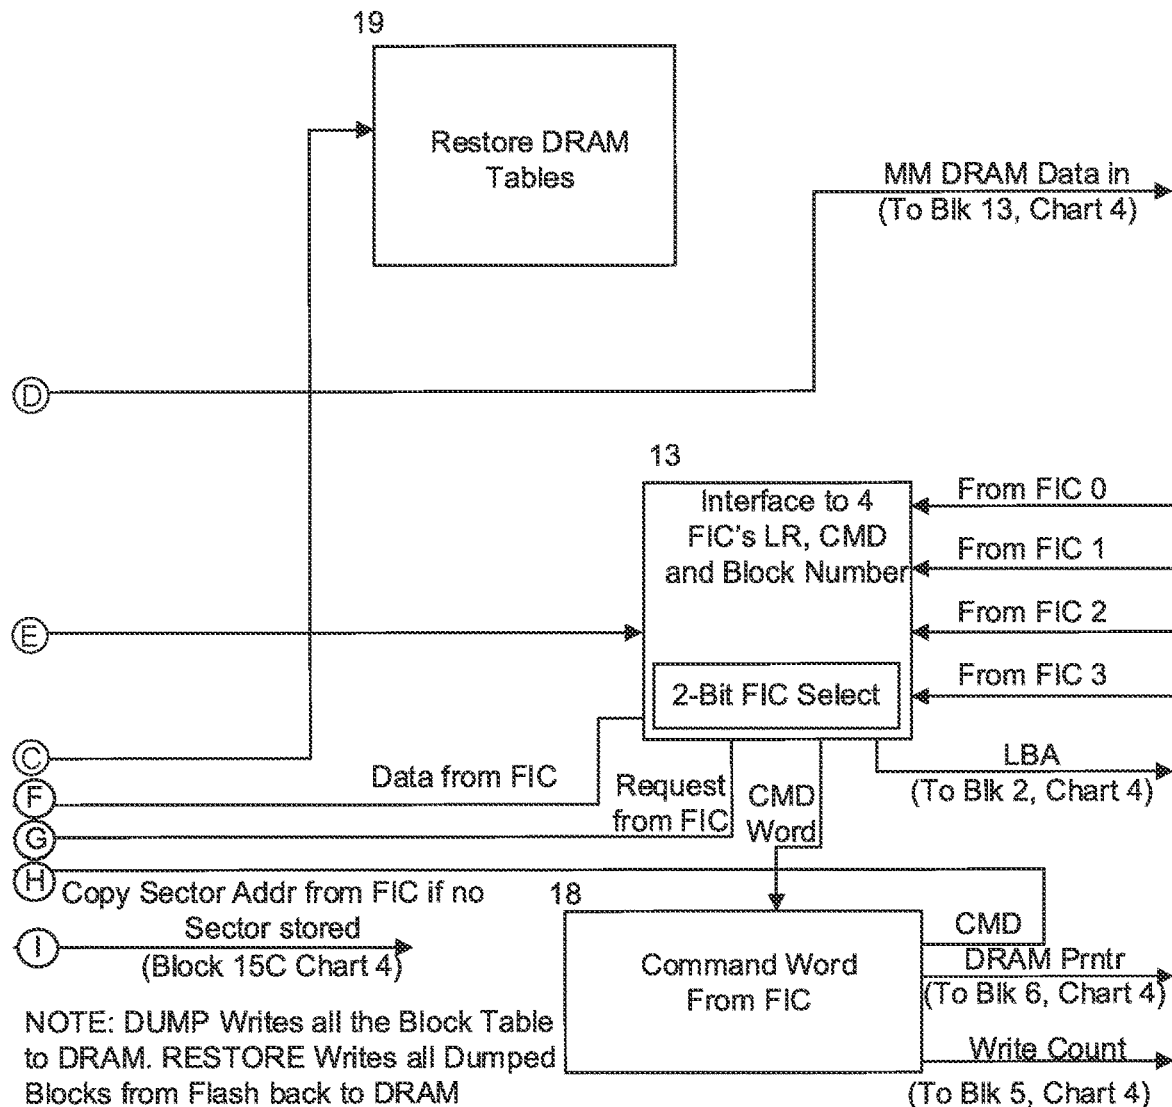 19
Restore DRAM
Tables
MM DRAM Data in
(To Blk 13, Chart 4)
D
13
Interface to 4
FIC's LR, CMD
and Block Number
From FIC 0
From FIC 1
From FIC 2
From FIC 3
E
2-Bit FIC Select
C
Data from FIC
Request
from FIC
CMD
Word
LBA
(To Blk 2, Chart 4)
F
G
H
Copy Sector Addr from FIC if no
Sector stored
(Block 15C Chart 4)
I
18
Command Word
From FIC
CMD
DRAM Prntr
(To Blk 6, Chart 4)
Write Count
(To Blk 5, Chart 4)
NOTE: DUMP Writes all the Block Table
to DRAM. RESTORE Writes all Dumped
Blocks from Flash back to DRAM